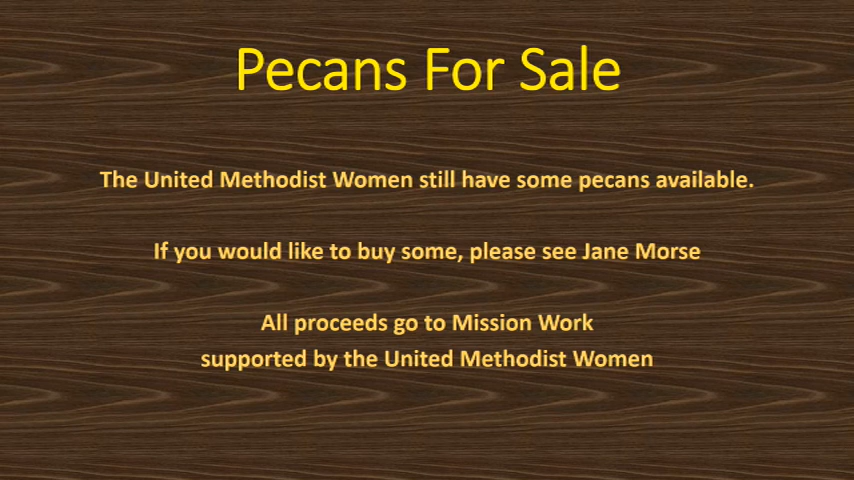 Pecans For Sale
The United Methodist Women still have some pecans available.
If you would like to buy some, please see Jane Morse
All proceeds go to Mission Work
supported by the United Methodist Women